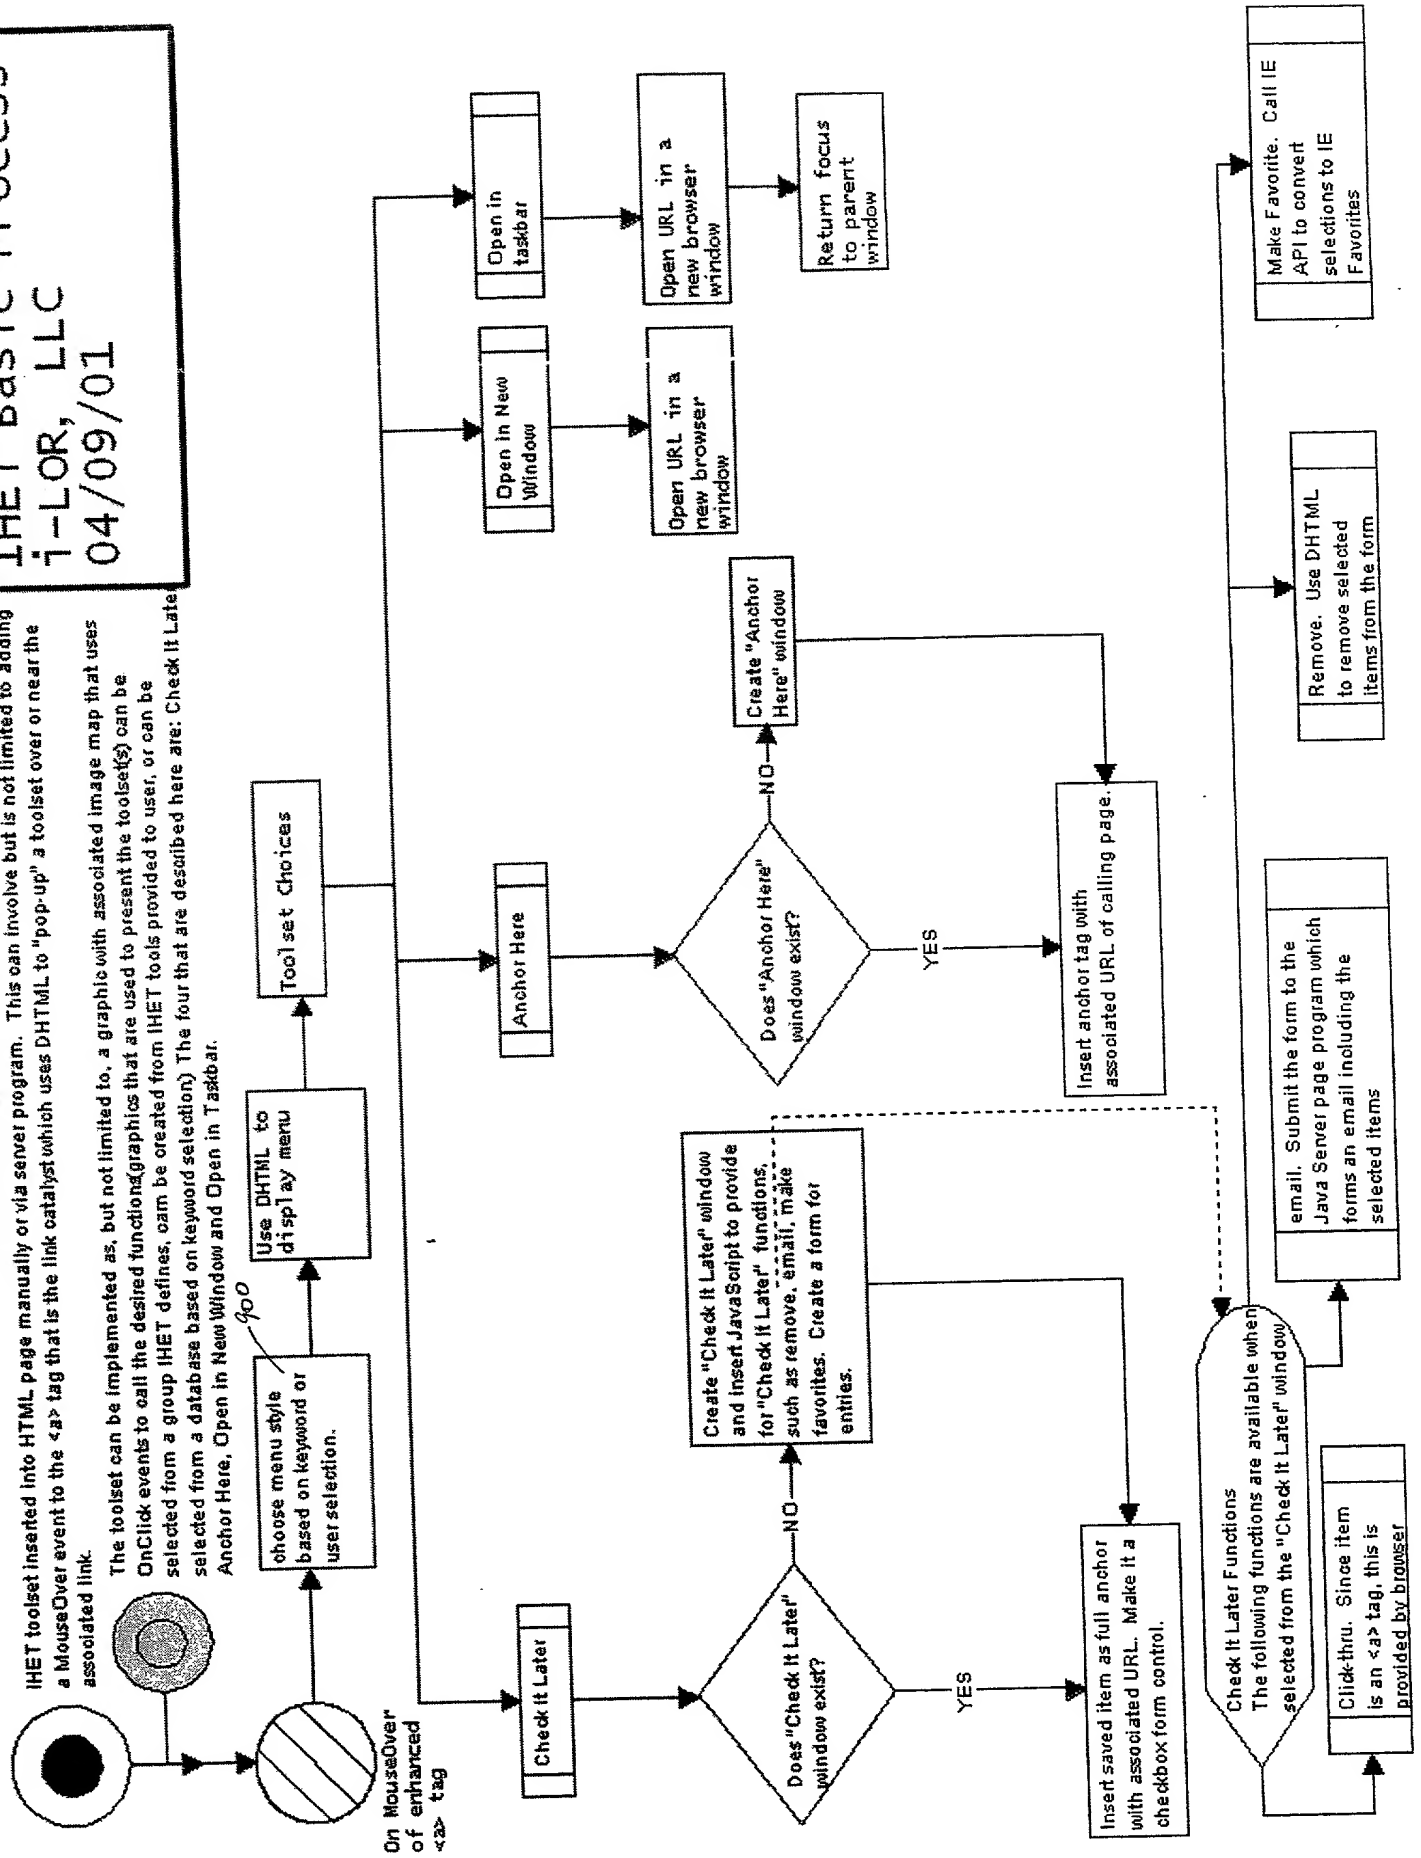 IHET Basic Process
i-LOR, LLC
04/09/01
IHET toolset inserted into HTML page manually or via server program. This can involve but is not limited to adding
a MouseOver event to the <a> tag that is the link catalyst which uses DHTML to "pop-up" a toolset over or near the
associated link.
The toolset can be implemented as, but not limited to, a graphic with associated image map that uses
OnClick events to call the desired function(graphics that are used to present the toolset(s) can be
selected from a group IHET defines, cam be created from IHET tools provided to user, or can be
selected from a database based on keyword selection) The four that are described here are: Check It Later
Anchor Here, Open in New Window and Open in Taskbar.
On MouseOver
of enhanced
<a> tag
900
choose menu style
based on keyword or
user selection.
Use DHTML to
display menu
Toolset Choices
Check It Later
Anchor Here
Open in New
Window
Open in
taskbar
Does "Check It Later"
window exist?
NO
YES
Create "Check It Later" window
and insert JavaScript to provide
for "Check It Later" functions,
such as remove, email, make
favorites. Create a form for
entries.
Insert saved item as full anchor
with associated URL. Make it a
checkbox form control.
Does "Anchor Here"
window exist?
NO
YES
Create "Anchor
Here" window
Insert anchor tag with
associated URL of calling page.
Open URL in a
new browser
window
Open URL in a
new browser
window
Return focus
to parent
window
Check It Later Functions
The following functions are available when
selected from the "Check It Later" window
Click-thru. Since item
is an <a> tag, this is
provided by browser
email. Submit the form to the
Java Server page program which
forms an email including the
selected items
Remove. Use DHTML
to remove selected
items from the form
Make Favorite. Call IE
API to convert
selections to IE
Favorites